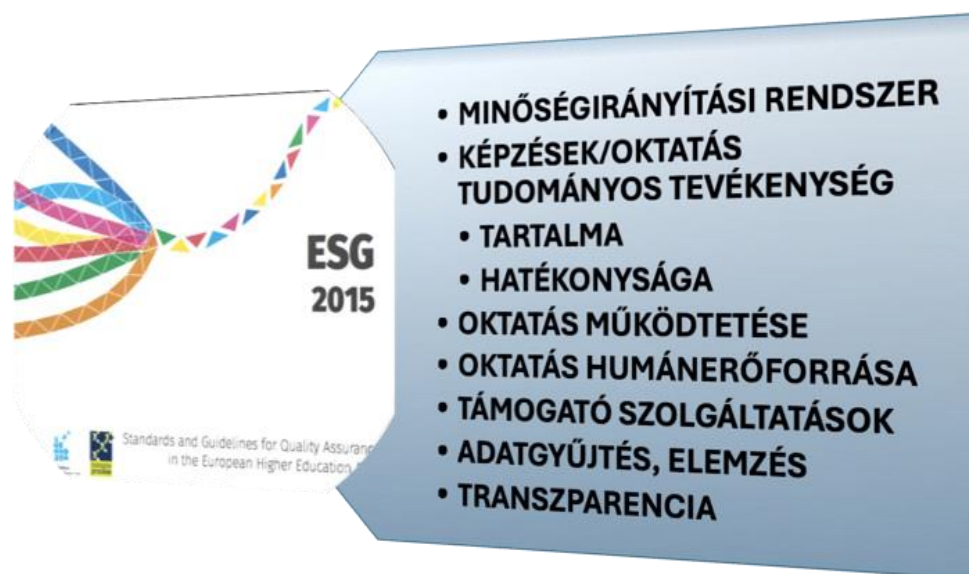 ESG
2015
Standards and Guidelines for Quality Assuranc
in the European Higher Education
• MINŐSÉGIRÁNYÍTÁSI RENDSZER
• KÉPZÉSEK/OKTATÁS
TUDOMÁNYOS TEVÉKENYSÉG
• TARTALMA
• HATÉKONYSÁGA
• OKTATÁS MŰKÖDTETÉSE
• OKTATÁS HUMÁNERŐFORRÁSA
• TÁMOGATÓ SZOLGÁLTATÁSOK
• ADATGYŰJTÉS, ELEMZÉS
• TRANSZPARENCIA